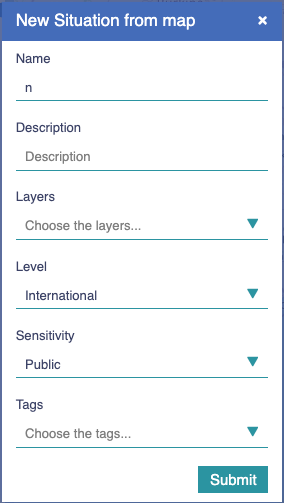 New Situation from map ×
Name
n
Description
Description
Layers
Choose the layers...
Level
International
Sensitivity
Public
Tags
Choose the tags...
Submit